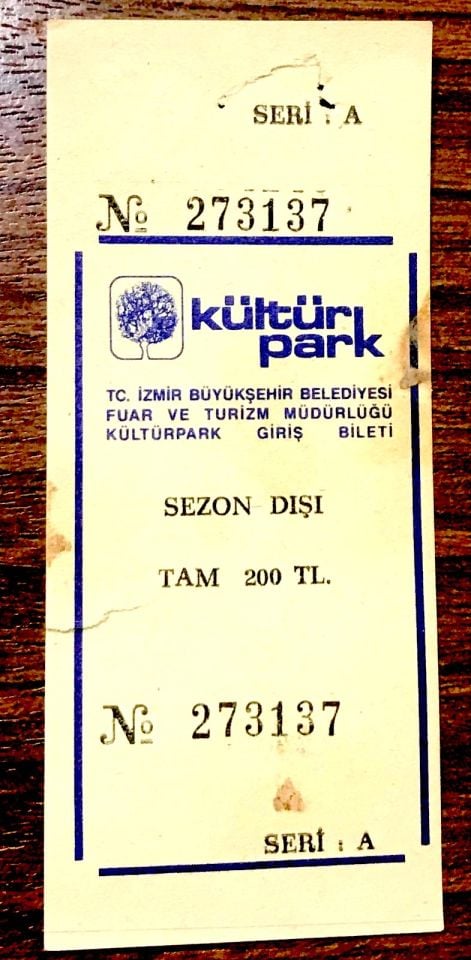 SERİ : A
№ 273137
kültür
park
TC. İZMİR BÜYÜKŞEHİR BELEDİYESİ
FUAR VE TURİZM MÜDÜRLÜĞÜ
KÜLTÜRPARK GİRİŞ BİLETİ
SEZON DIŞI
TAM 200 TL.
№ 273137
SERİ : A